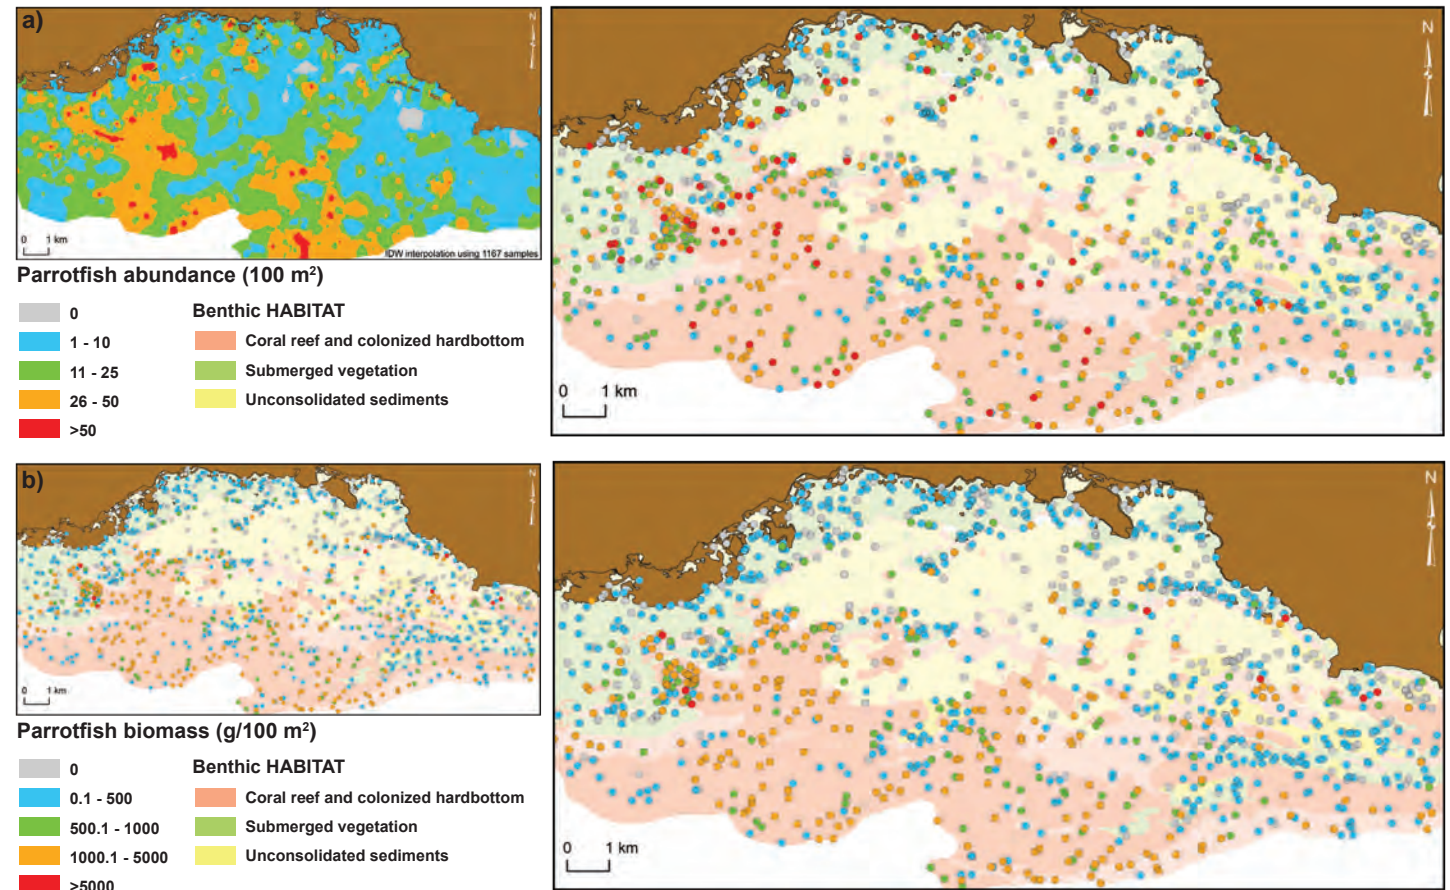 a)
N
0 1 km
IDW interpolation using 1167 samples
N
0 1 km
Parrotfish abundance (100 m²)
0
1 - 10
11 - 25
26 - 50
>50
Benthic HABITAT
Coral reef and colonized hardbottom
Submerged vegetation
Unconsolidated sediments
b)
N
0 1 km
N
0 1 km
Parrotfish biomass (g/100 m²)
0
0.1 - 500
500.1 - 1000
1000.1 - 5000
>5000
Benthic HABITAT
Coral reef and colonized hardbottom
Submerged vegetation
Unconsolidated sediments